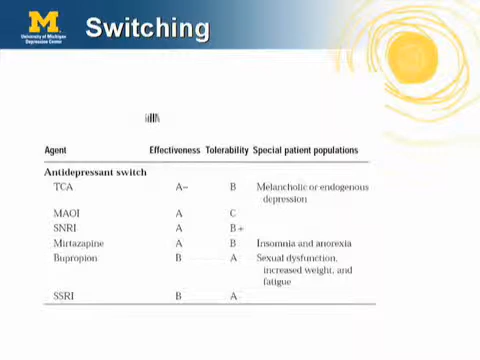 M
University of Michigan
Depression Center
Switching
Agent Effectiveness Tolerability Special patient populations
Antidepressant switch
TCA A– B Melancholic or endogenous
depression
MAOI A C
SNRI A B+
Mirtazapine A B Insomnia and anorexia
Bupropion B A Sexual dysfunction,
increased weight, and
fatigue
SSRI B A